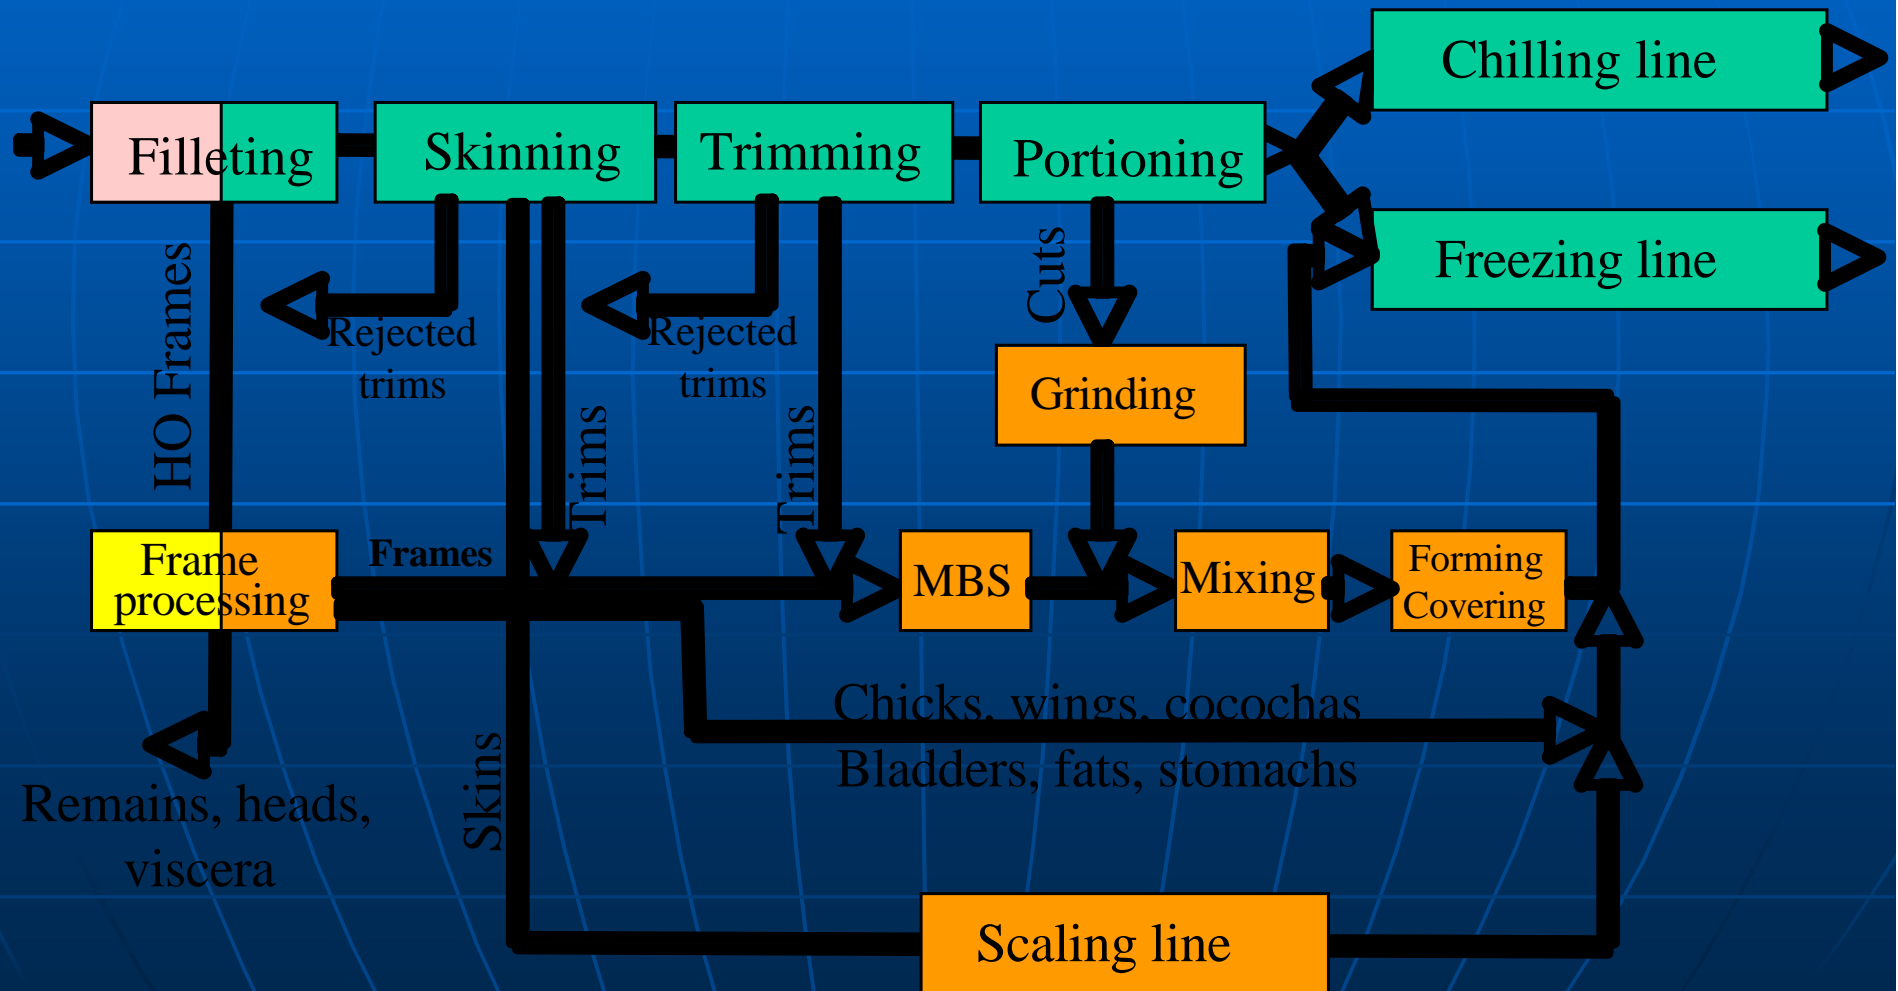 Chilling line
Filleting
Skinning
Trimming
Portioning
Freezing line
HO Frames
Rejected
trims
Rejected
trims
Cuts
Grinding
Trims
Trims
Frame
processing
Frames
MBS
Mixing
Forming
Covering
Chicks, wings, cocochas
Bladders, fats, stomachs
Skins
Remains, heads,
viscera
Scaling line